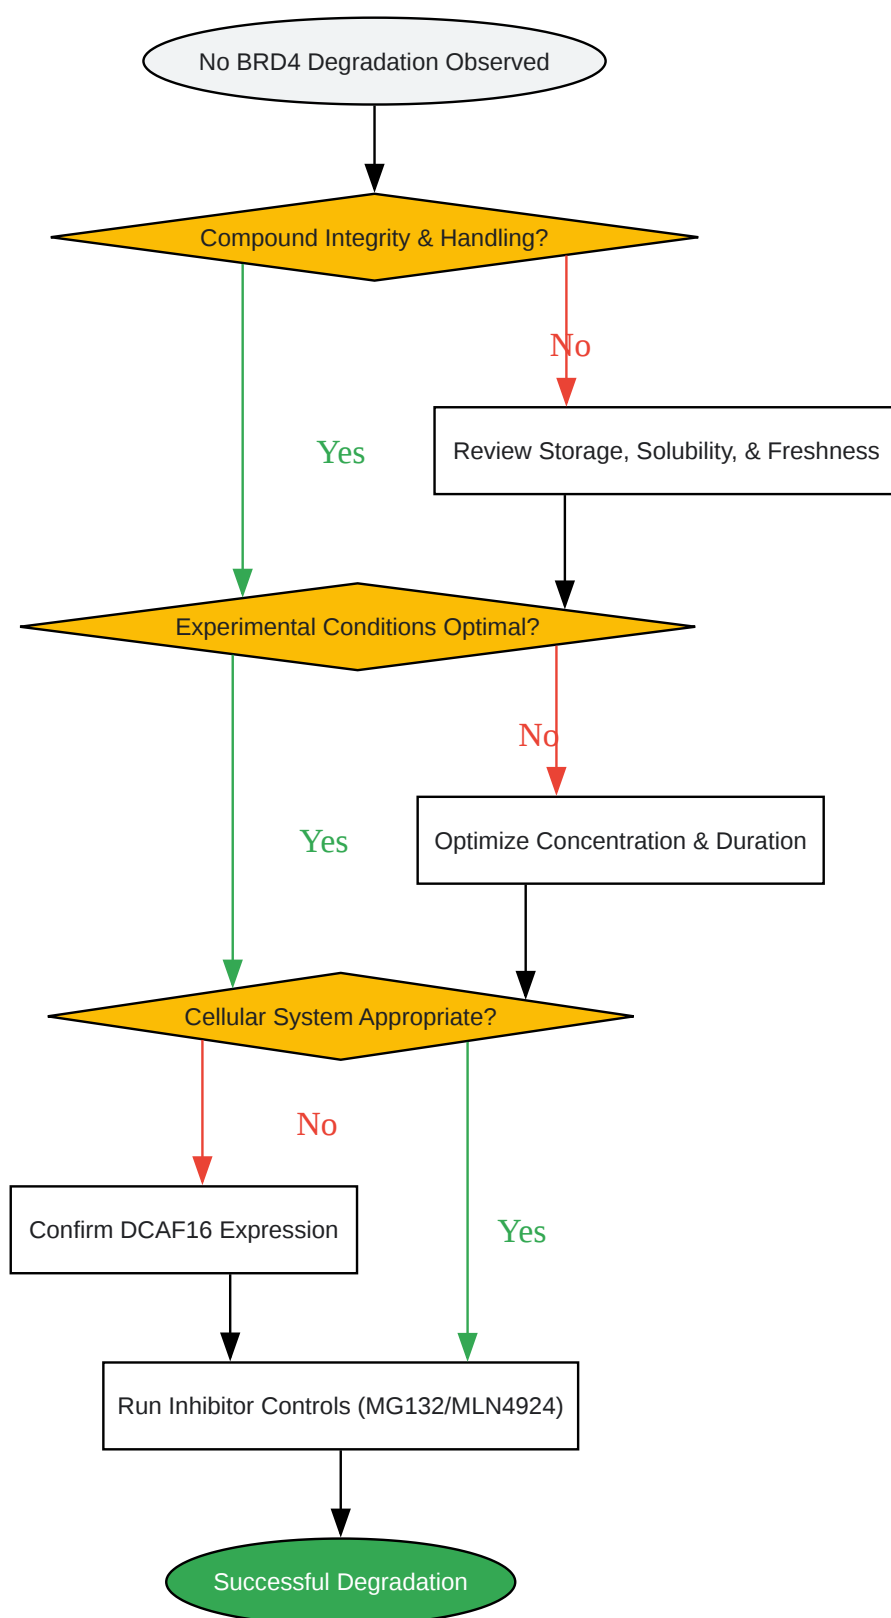 No BRD4 Degradation Observed
Compound Integrity & Handling?
No
Yes
Review Storage, Solubility, & Freshness
Experimental Conditions Optimal?
No
Yes
Optimize Concentration & Duration
Cellular System Appropriate?
No
Confirm DCAF16 Expression
Yes
Run Inhibitor Controls (MG132/MLN4924)
Successful Degradation